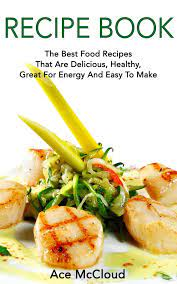 RECIPE BOOK
The Best Food Recipes
That Are Delicious, Healthy,
Great For Energy And Easy To Make
Ace McCloud